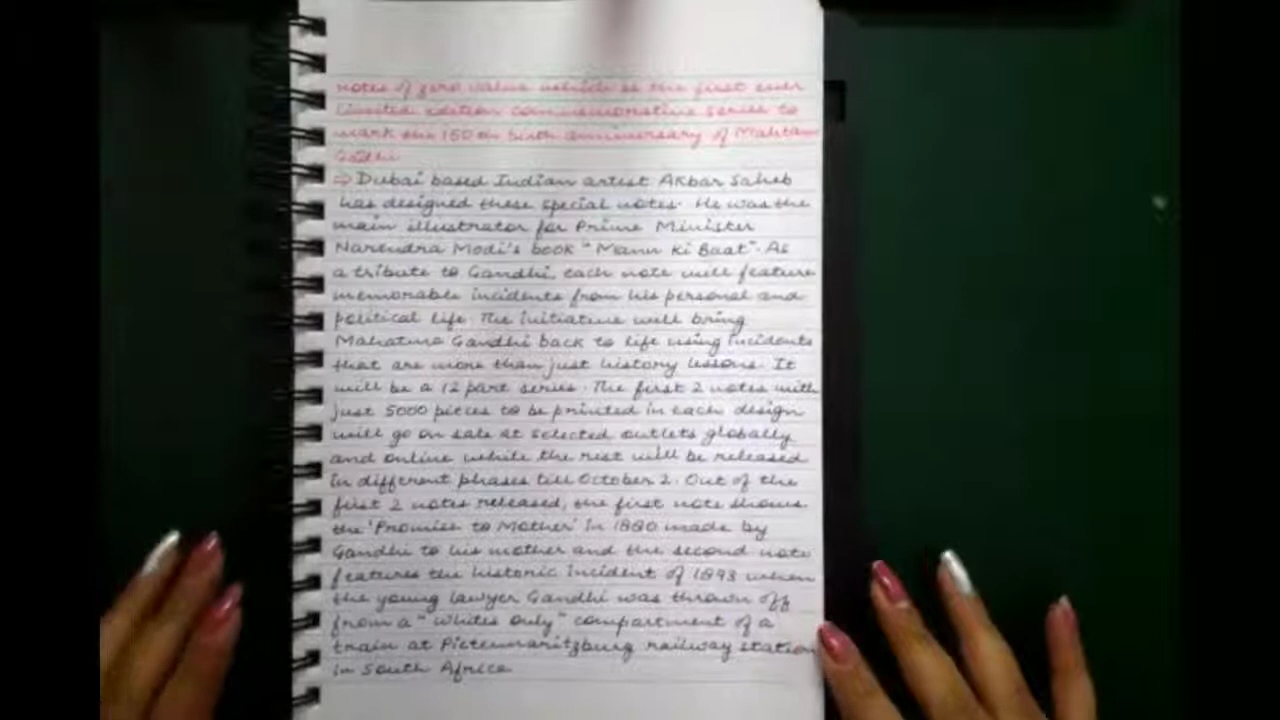 notes of zero value which is the first ever
limited edition commemorative series to
mark the 150th birth anniversary of Mahtama
Gadhi
⇒ Dubai based Indian artist Akbar Saheb
has designed these special notes. He was the
main illustrator for Prime Minister
Narendra Modi's book "Mann Ki Baat". As
a tribute to Gandhi, each note will feature
memorable incidents from his personal and
political life. The initiative will bring
Mahatma Gandhi back to life using incidents
that are more than just history lessons. It
will be a 12 part series. The first 2 notes with
just 5000 pieces to be printed in each design
will go on sale at selected outlets globally
and online while the rest will be released
in different phases till October 2. Out of the
first 2 notes released, the first note shows
the 'Promise to Mother' in 1880 made by
Gandhi to his mother and the second note
features the historic incident of 1893 when
the young lawyer Gandhi was thrown off
from a "Whites Only" compartment of a
train at Pietermaritzburg railway station
in South Africa